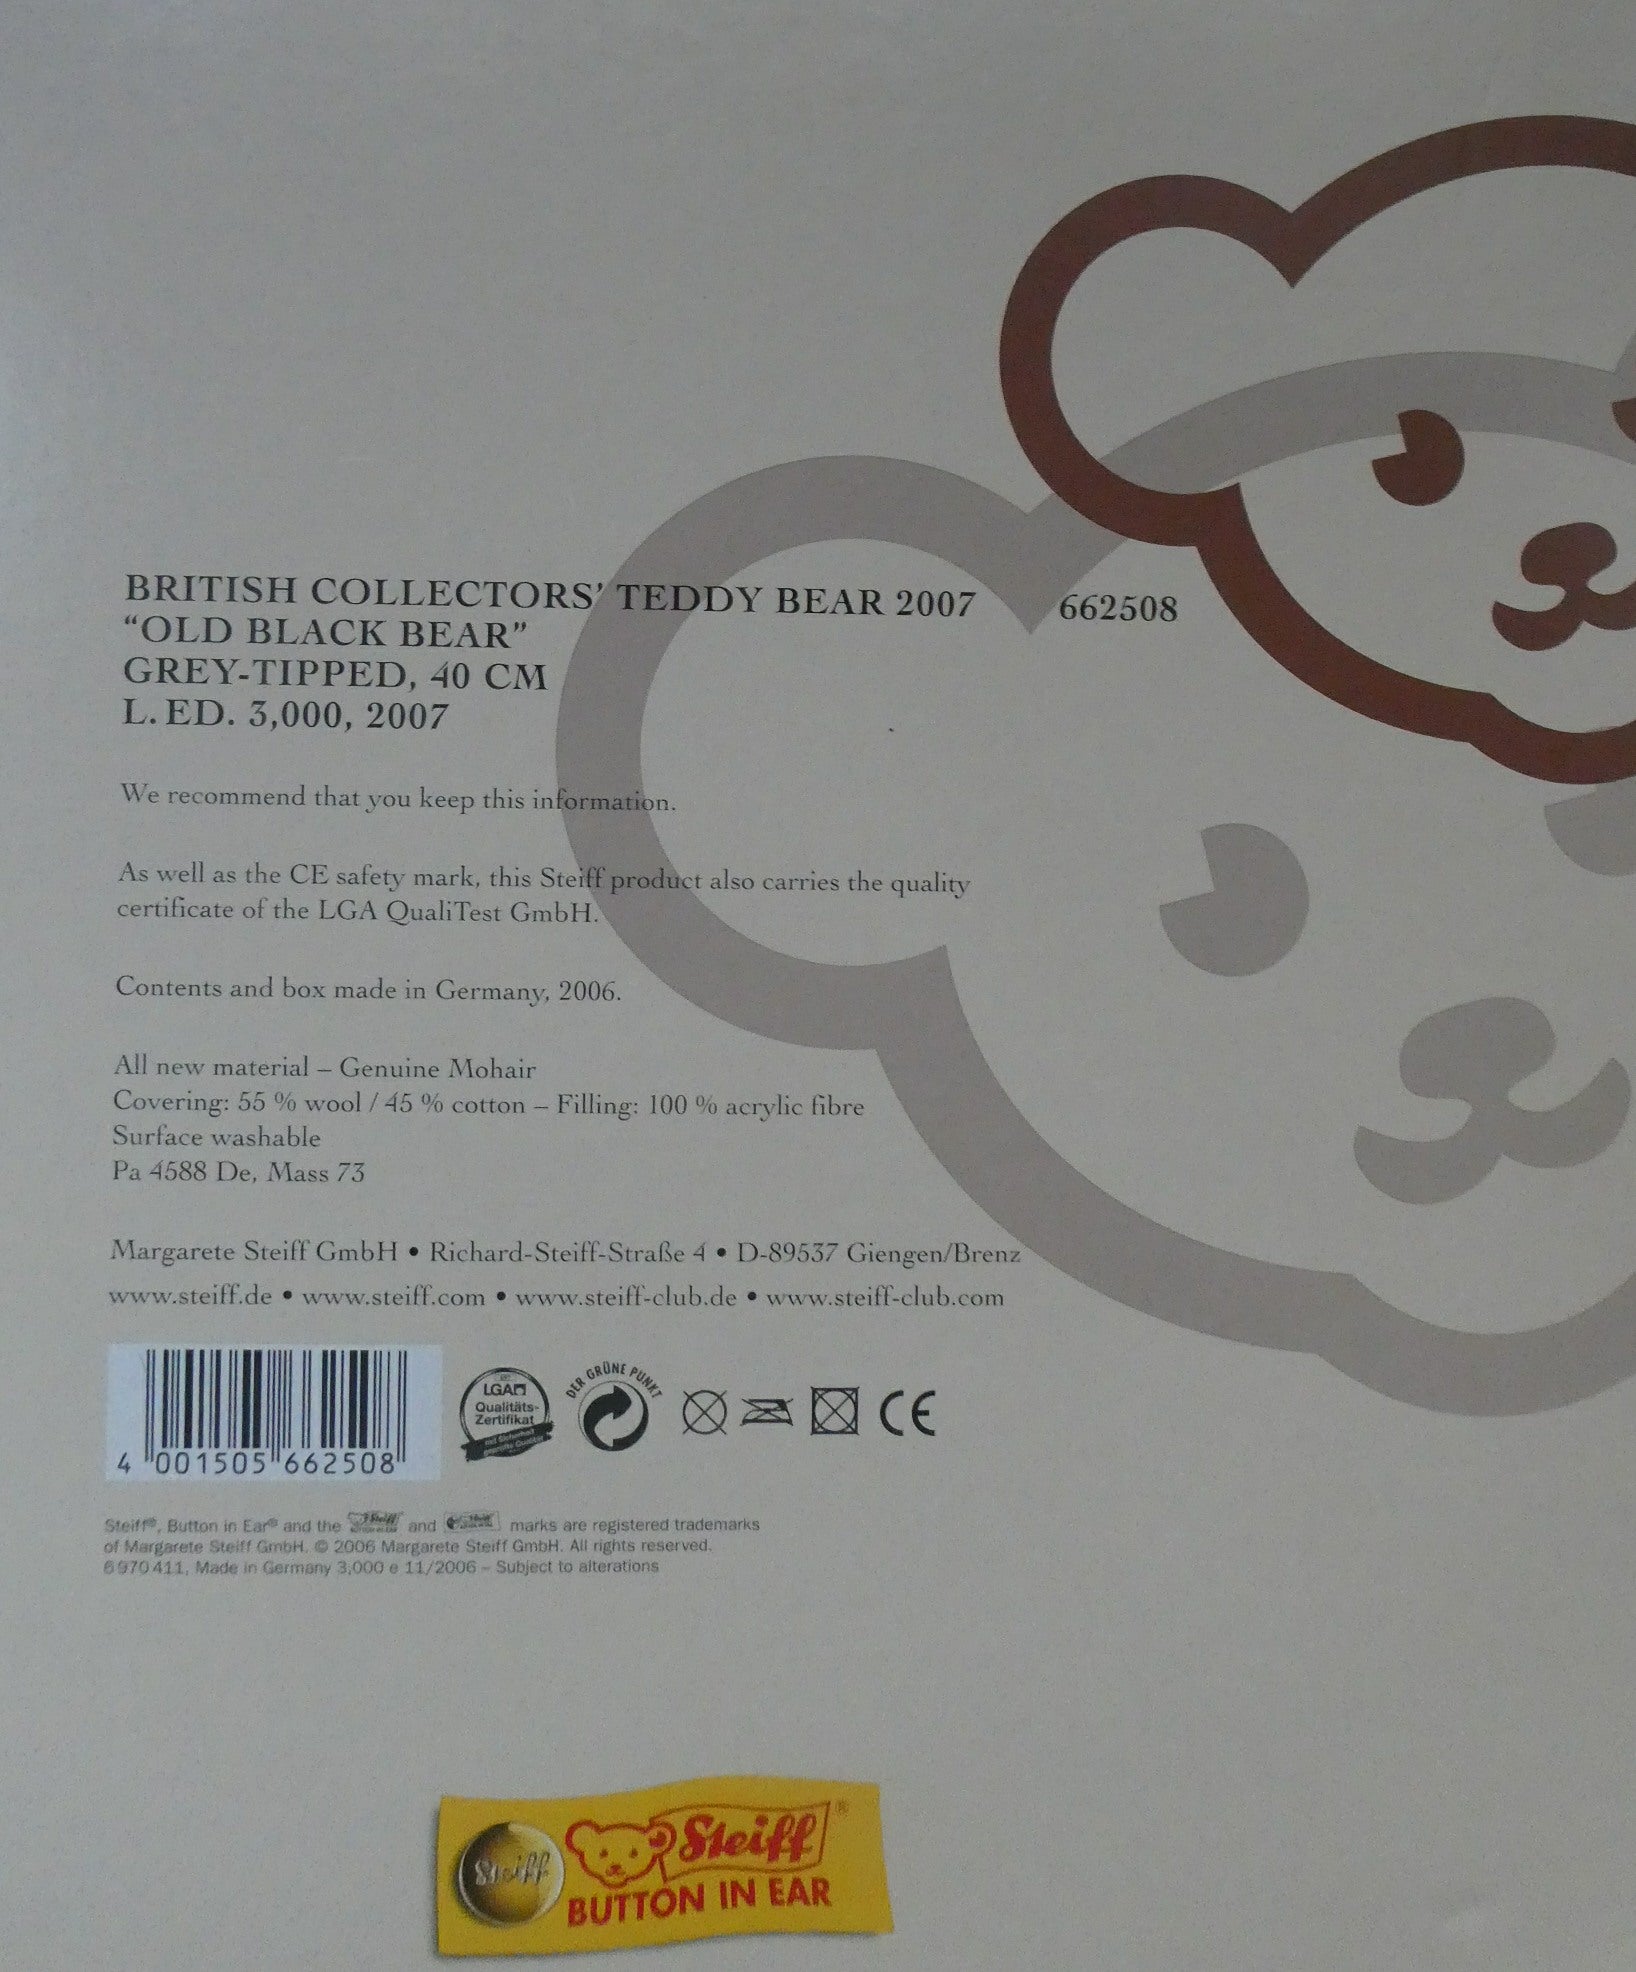 BRITISH COLLECTORS' TEDDY BEAR 2007 662508
“OLD BLACK BEAR”
GREY-TIPPED, 40 CM
L. ED. 3,000, 2007
We recommend that you keep this information.
As well as the CE safety mark, this Steiff product also carries the quality
certificate of the LGA QualiTest GmbH.
Contents and box made in Germany, 2006.
All new material – Genuine Mohair
Covering: 55 % wool / 45 % cotton – Filling: 100 % acrylic fibre
Surface washable
Pa 4588 De, Mass 73
Margarete Steiff GmbH • Richard-Steiff-Straße 4 • D-89537 Giengen/Brenz
www.steiff.de • www.steiff.com • www.steiff-club.de • www.steiff-club.com
4 001505 662508
LGA
Qualitäts-
Zertifikat
mit Sicherheit
geprüfte Qualität
DER GRÜNE PUNKT
CE
Steiff®, Button in Ear® and the Steiff and Steiff marks are registered trademarks
of Margarete Steiff GmbH. © 2006 Margarete Steiff GmbH. All rights reserved.
6 970 411, Made in Germany 3,000 e 11/2006 – Subject to alterations
Steiff
Steiff®
BUTTON IN EAR